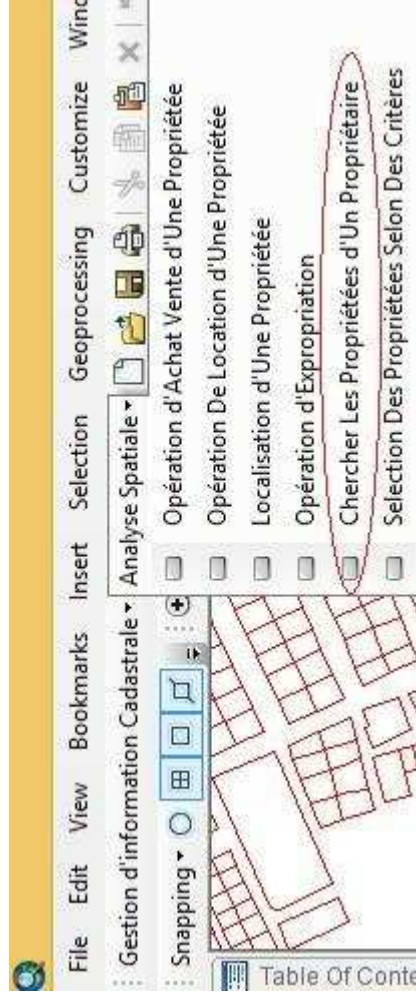 File Edit View Bookmarks Insert Selection Geoprocessing Customize
Gestion d'information Cadastrale Analyse Spatiale
Snapping
Opération d'Achat Vente d'Une Propriétée
Opération De Location d'Une Propriétée
Localisation d'Une Propriétée
Opération d'Expropriation
Chercher Les Propriétées d'Un Propriétaire
Selection Des Propriétées Selon Des Critères
Table Of Conte